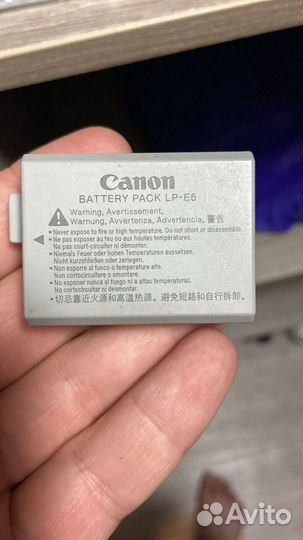 Canon
BATTERY PACK LP-E5
Warning, Avertissement,
Warnung, Avvertenza, Advertencia, 警告
• Never expose to fire or high temperature. Do not short or disassemble.
• Ne pas exposer au feu ou aux hautes températures.
Ne pas court-circuiter ni démonter.
• Niemals Feuer oder hohen Temperaturen aussetzen.
Nicht kurzschließen oder zerlegen.
• Non esporre al fuoco o temperature alte.
Non cortocircuitare o smontare.
• No exponer al fuego o a altas temperaturas.
No cortocircuitar ni desmontar.
• 切忌靠近火源和高温热源。避免短路和自行拆卸.
Avito